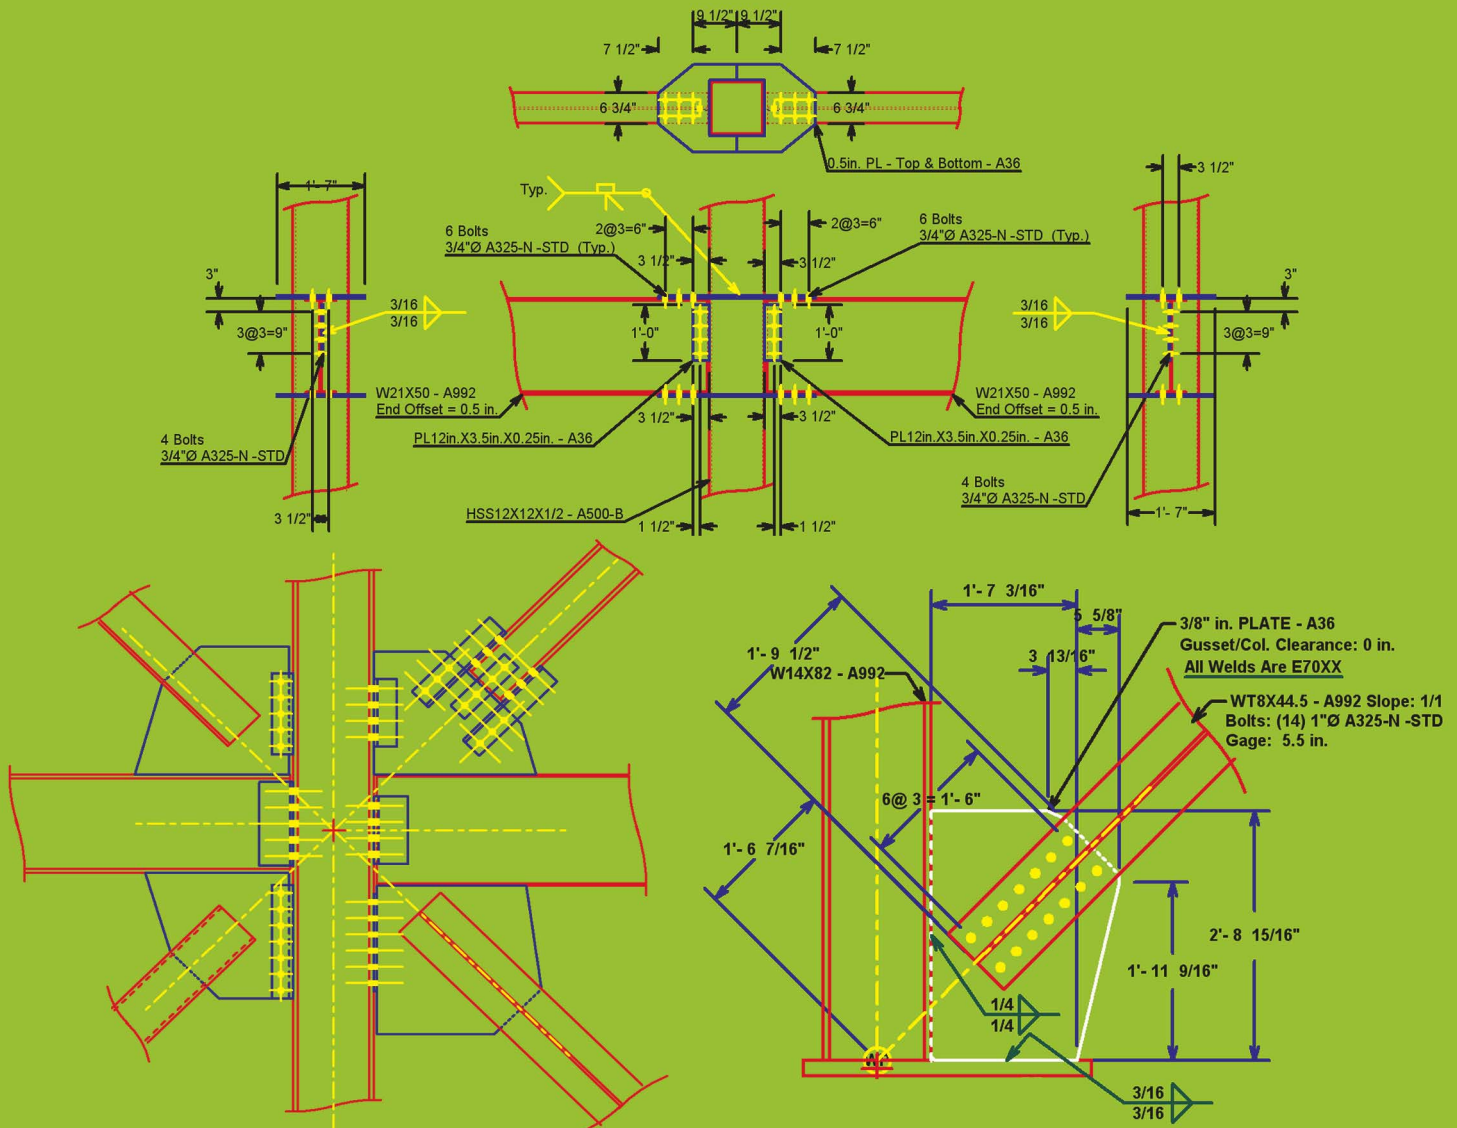 9 1/2" 9 1/2"
7 1/2" 7 1/2"
6 3/4" 6 3/4"
0.5in. PL - Top & Bottom - A36
1'- 7"
Typ.
3 1/2"
6 Bolts
3/4"Ø A325-N -STD (Typ.)
2@3=6" 2@3=6"
6 Bolts
3/4"Ø A325-N -STD (Typ.)
3 1/2" 3 1/2"
3"
3@3=9"
3/16
3/16
1'-0" 1'-0"
3/16
3/16
3"
3@3=9"
W21X50 - A992
End Offset = 0.5 in.
W21X50 - A992
End Offset = 0.5 in.
3 1/2" 3 1/2"
4 Bolts
3/4"Ø A325-N -STD
PL12in.X3.5in.X0.25in. - A36
PL12in.X3.5in.X0.25in. - A36
4 Bolts
3/4"Ø A325-N -STD
3 1/2"
HSS12X12X1/2 - A500-B
1 1/2" 1 1/2"
1'- 7"
1'- 7 3/16"
5 5/8"
3/8" in. PLATE - A36
Gusset/Col. Clearance: 0 in.
All Welds Are E70XX
1'- 9 1/2"
3 13/16"
W14X82 - A992
WT8X44.5 - A992 Slope: 1/1
Bolts: (14) 1"Ø A325-N -STD
Gage: 5.5 in.
6@ 3 = 1'- 6"
1'- 6 7/16"
2'- 8 15/16"
1'- 11 9/16"
1/4
1/4
3/16
3/16